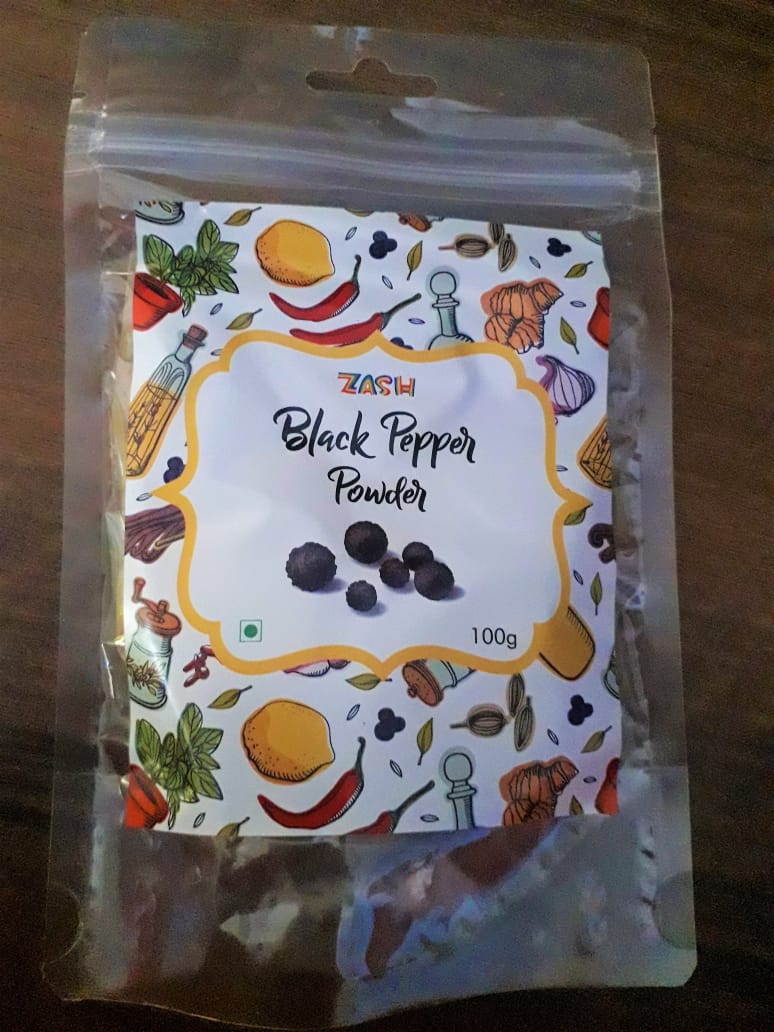 ZASH
Black Pepper
Powder
100g